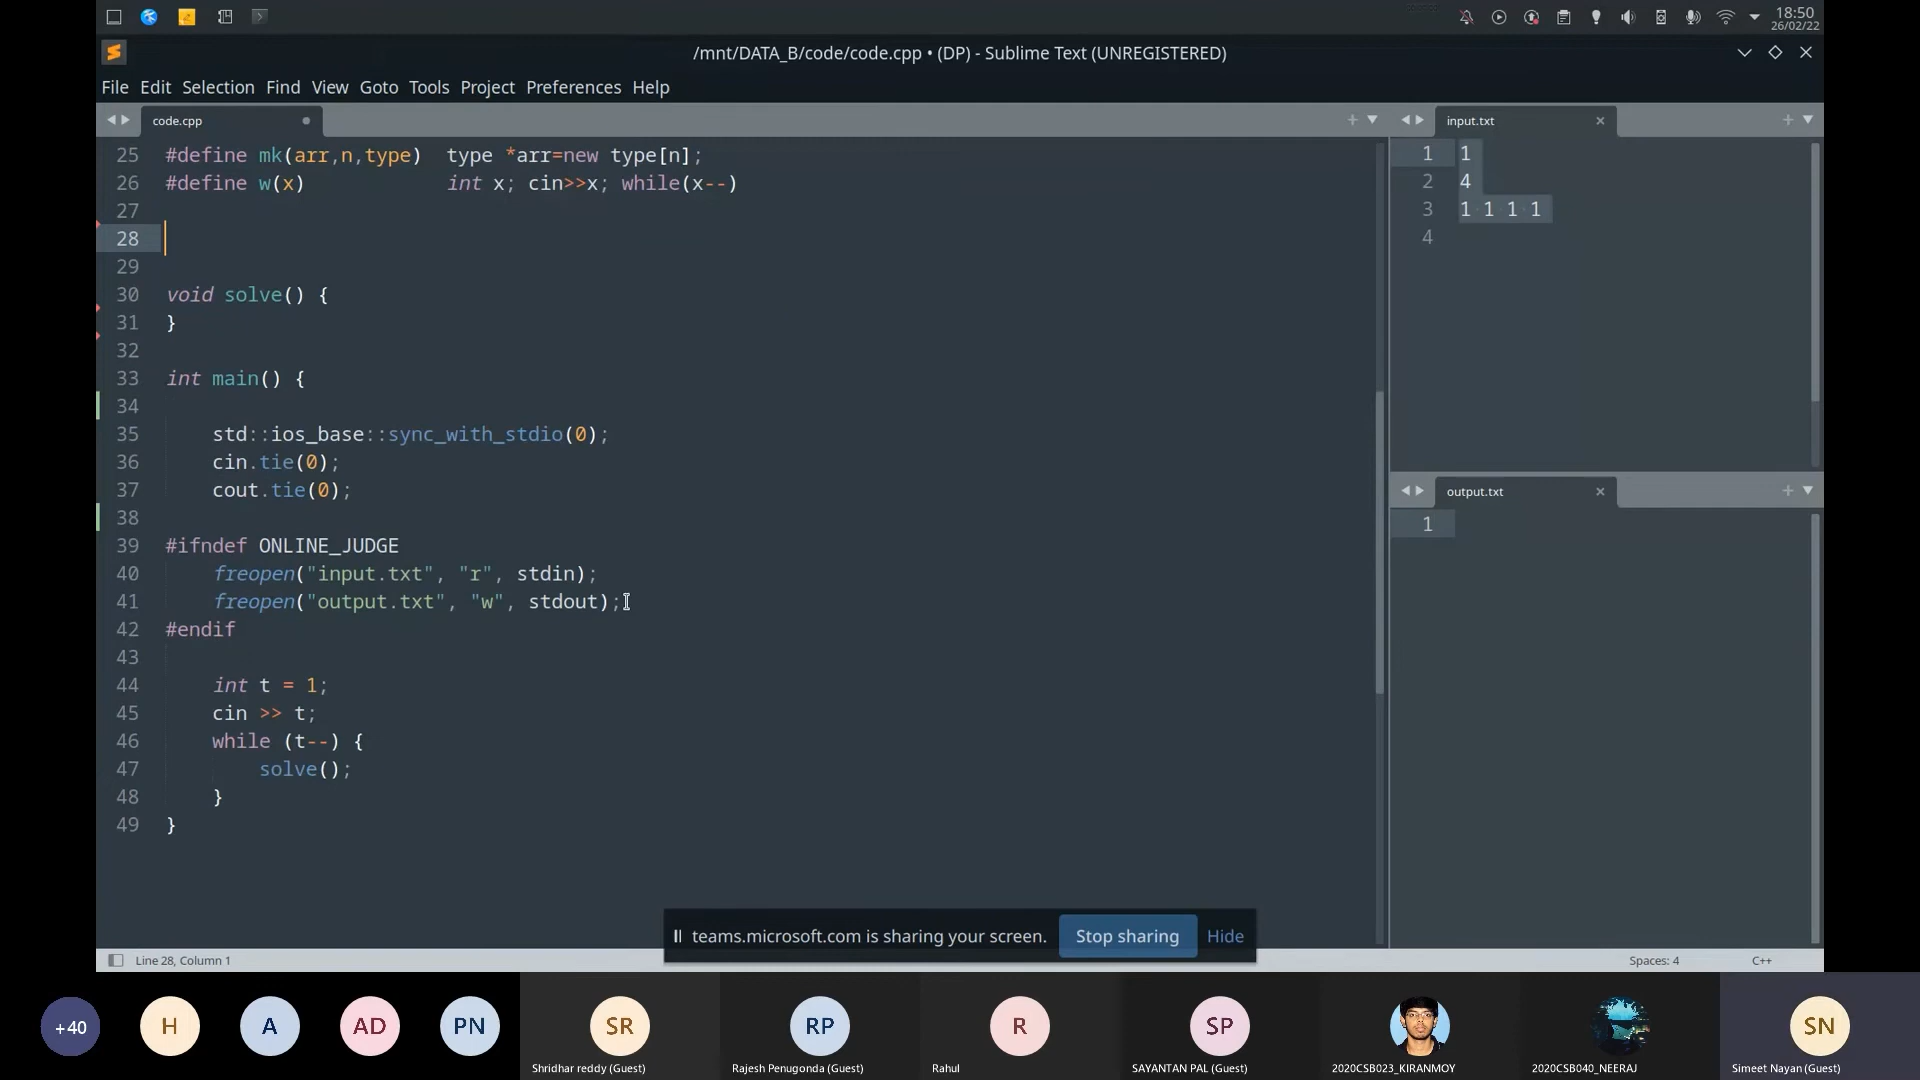 18:50
26/02/22
/mnt/DATA_B/code/code.cpp • (DP) - Sublime Text (UNREGISTERED)
File Edit Selection Find View Goto Tools Project Preferences Help
code.cpp
25 #define mk(arr,n,type)  type *arr=new type[n];
26 #define w(x)            int x; cin>>x; while(x--)
27
28
29
30 void solve() {
31 }
32
33 int main() {
34
35     std::ios_base::sync_with_stdio(0);
36     cin.tie(0);
37     cout.tie(0);
38
39 #ifndef ONLINE_JUDGE
40     freopen("input.txt", "r", stdin);
41     freopen("output.txt", "w", stdout);
42 #endif
43
44     int t = 1;
45     cin >> t;
46     while (t--) {
47         solve();
48     }
49 }
input.txt
1 1
2 4
3 1 1 1 1
4
output.txt
1
teams.microsoft.com is sharing your screen. Stop sharing Hide
Line 28, Column 1
Spaces: 4 C++
+40 H A AD PN SR RP R SP SN
Shridhar reddy (Guest) Rajesh Penugonda (Guest) Rahul SAYANTAN PAL (Guest) 2020CSB023_KIRANMOY 2020CSB040_NEERAJ Simeet Nayan (Guest)